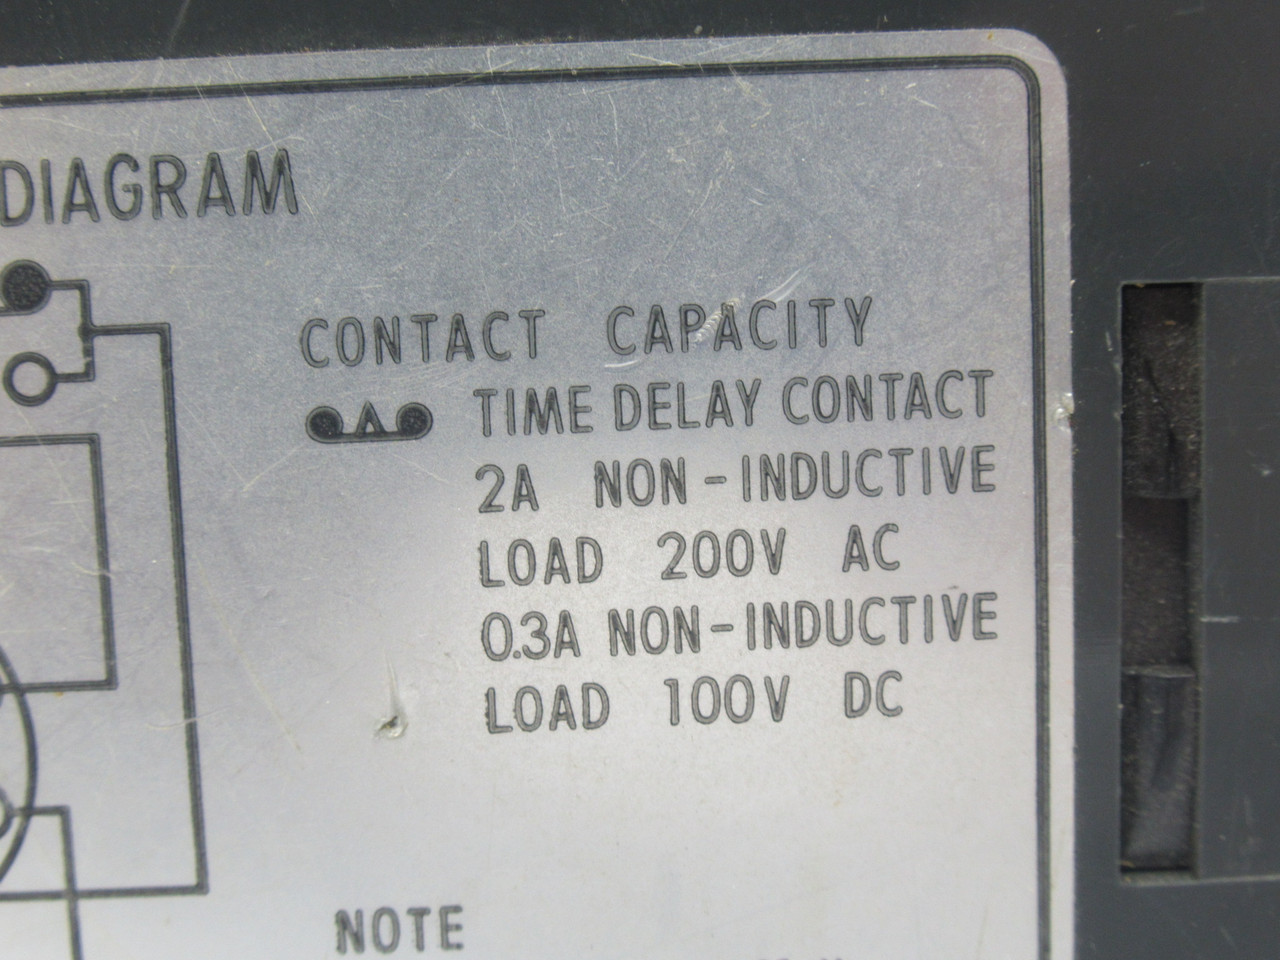 DIAGRAM
CONTACT CAPACITY
TIME DELAY CONTACT
2A NON-INDUCTIVE
LOAD 200V AC
0.3A NON-INDUCTIVE
LOAD 100V DC
NOTE